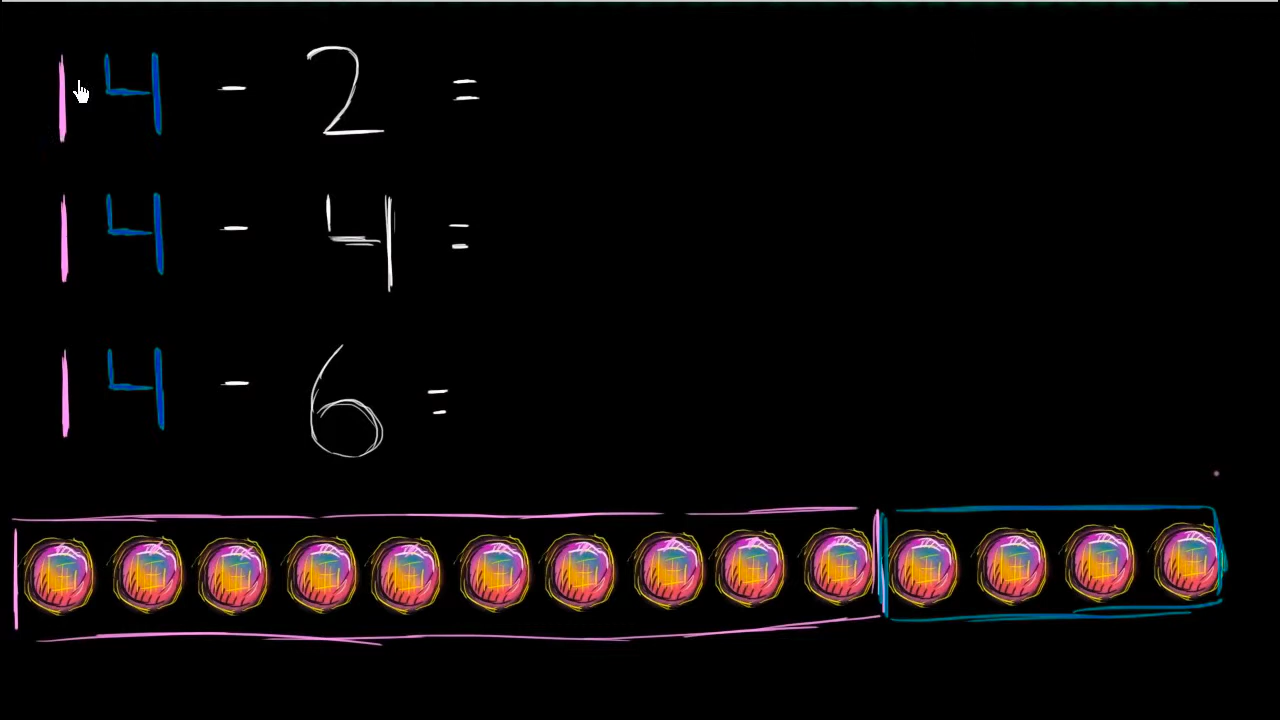 14 - 2 =
14 - 4 =
14 - 6 =